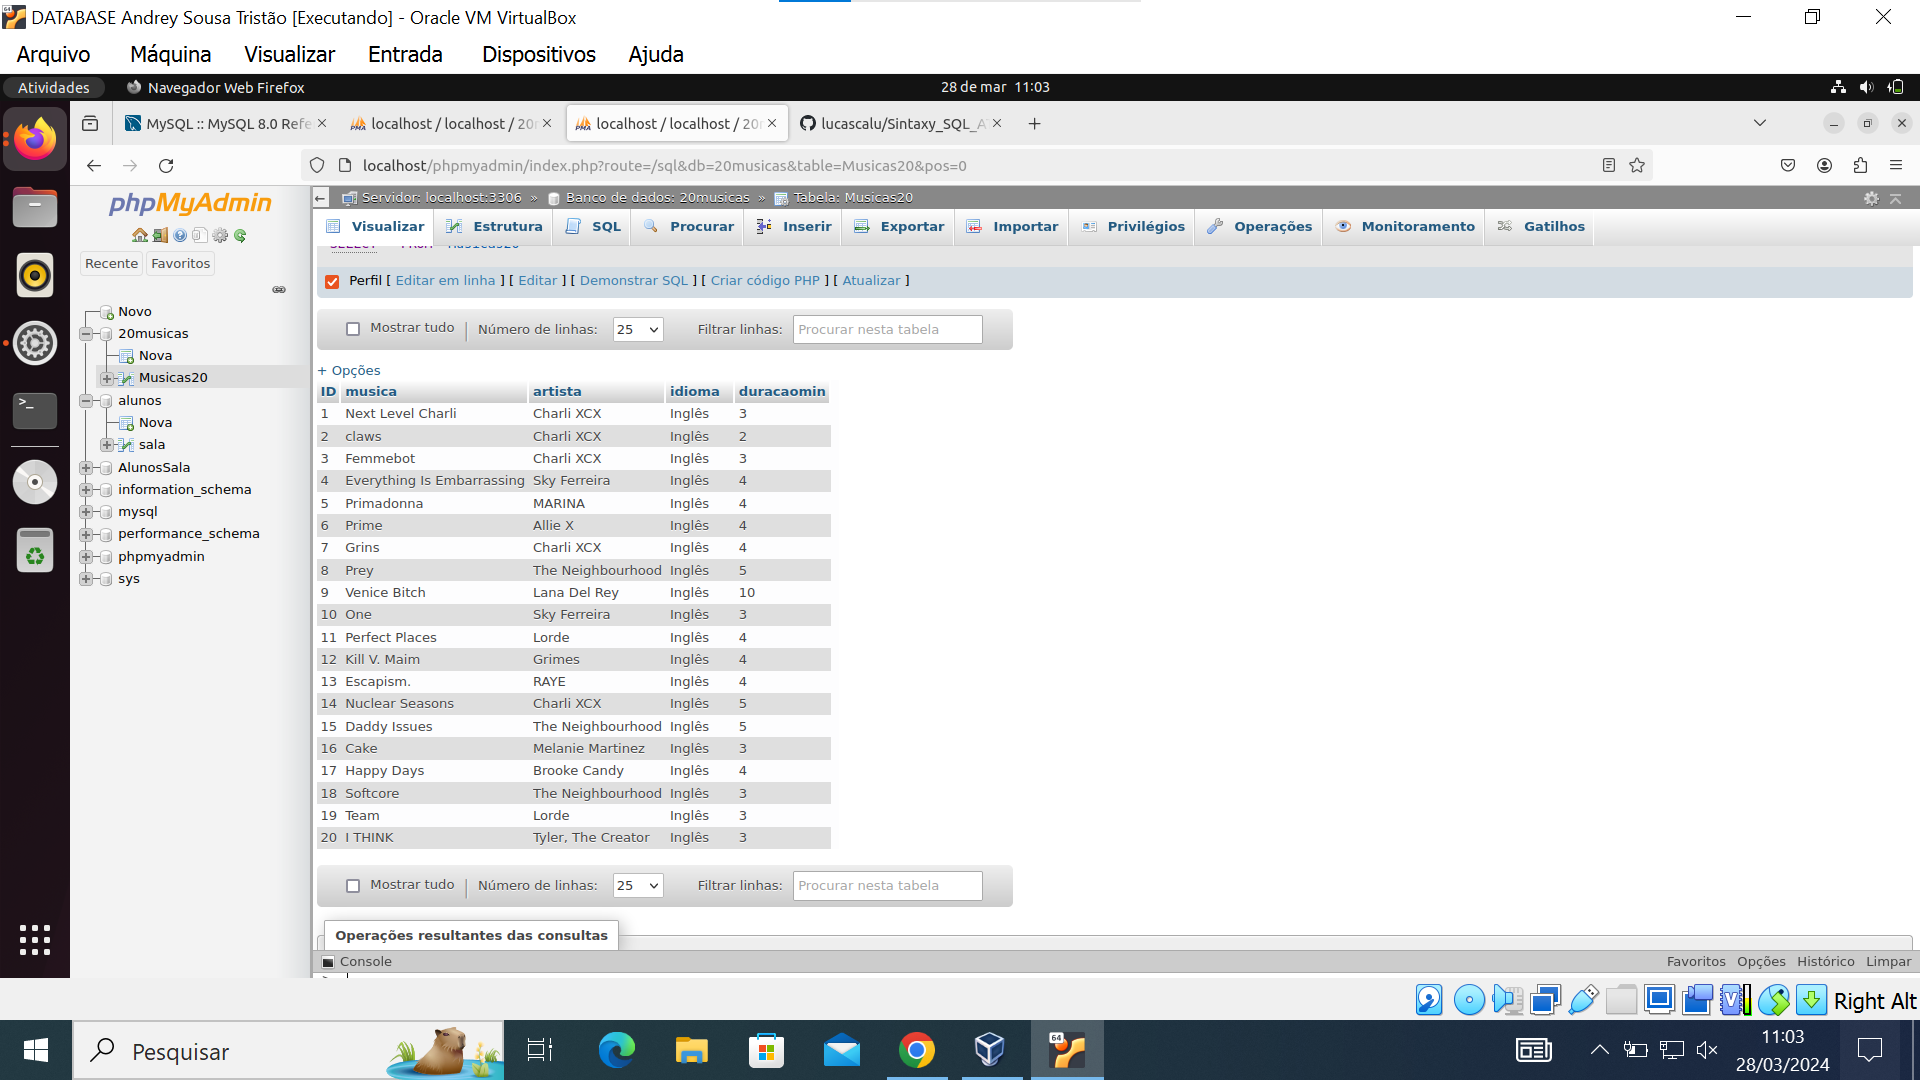 DATABASE Andrey Sousa Tristão [Executando] - Oracle VM VirtualBox
Arquivo Máquina Visualizar Entrada Dispositivos Ajuda
Atividades Navegador Web Firefox 28 de mar 11:03
MySQL :: MySQL 8.0 Refe localhost / localhost / 20 localhost / localhost / 20 lucascalu/Sintaxy_SQL_A
localhost/phpmyadmin/index.php?route=/sql&db=20musicas&table=Musicas20&pos=0
phpMyAdmin
Recente Favoritos
Novo
20musicas
Nova
Musicas20
alunos
Nova
sala
AlunosSala
information_schema
mysql
performance_schema
phpmyadmin
sys
Servidor: localhost:3306 » Banco de dados: 20musicas » Tabela: Musicas20
Visualizar Estrutura SQL Procurar Inserir Exportar Importar Privilégios Operações Monitoramento Gatilhos
Perfil [ Editar em linha ] [ Editar ] [ Demonstrar SQL ] [ Criar código PHP ] [ Atualizar ]
Mostrar tudo Número de linhas: 25 Filtrar linhas: Procurar nesta tabela
+ Opções
ID musica artista idioma duracaomin
1 Next Level Charli Charli XCX Inglês 3
2 claws Charli XCX Inglês 2
3 Femmebot Charli XCX Inglês 3
4 Everything Is Embarrassing Sky Ferreira Inglês 4
5 Primadonna MARINA Inglês 4
6 Prime Allie X Inglês 4
7 Grins Charli XCX Inglês 4
8 Prey The Neighbourhood Inglês 5
9 Venice Bitch Lana Del Rey Inglês 10
10 One Sky Ferreira Inglês 3
11 Perfect Places Lorde Inglês 4
12 Kill V. Maim Grimes Inglês 4
13 Escapism. RAYE Inglês 4
14 Nuclear Seasons Charli XCX Inglês 5
15 Daddy Issues The Neighbourhood Inglês 5
16 Cake Melanie Martinez Inglês 3
17 Happy Days Brooke Candy Inglês 4
18 Softcore The Neighbourhood Inglês 3
19 Team Lorde Inglês 3
20 I THINK Tyler, The Creator Inglês 3
Mostrar tudo Número de linhas: 25 Filtrar linhas: Procurar nesta tabela
Operações resultantes das consultas
Console Favoritos Opções Histórico Limpar
Right Alt
Pesquisar
11:03
28/03/2024